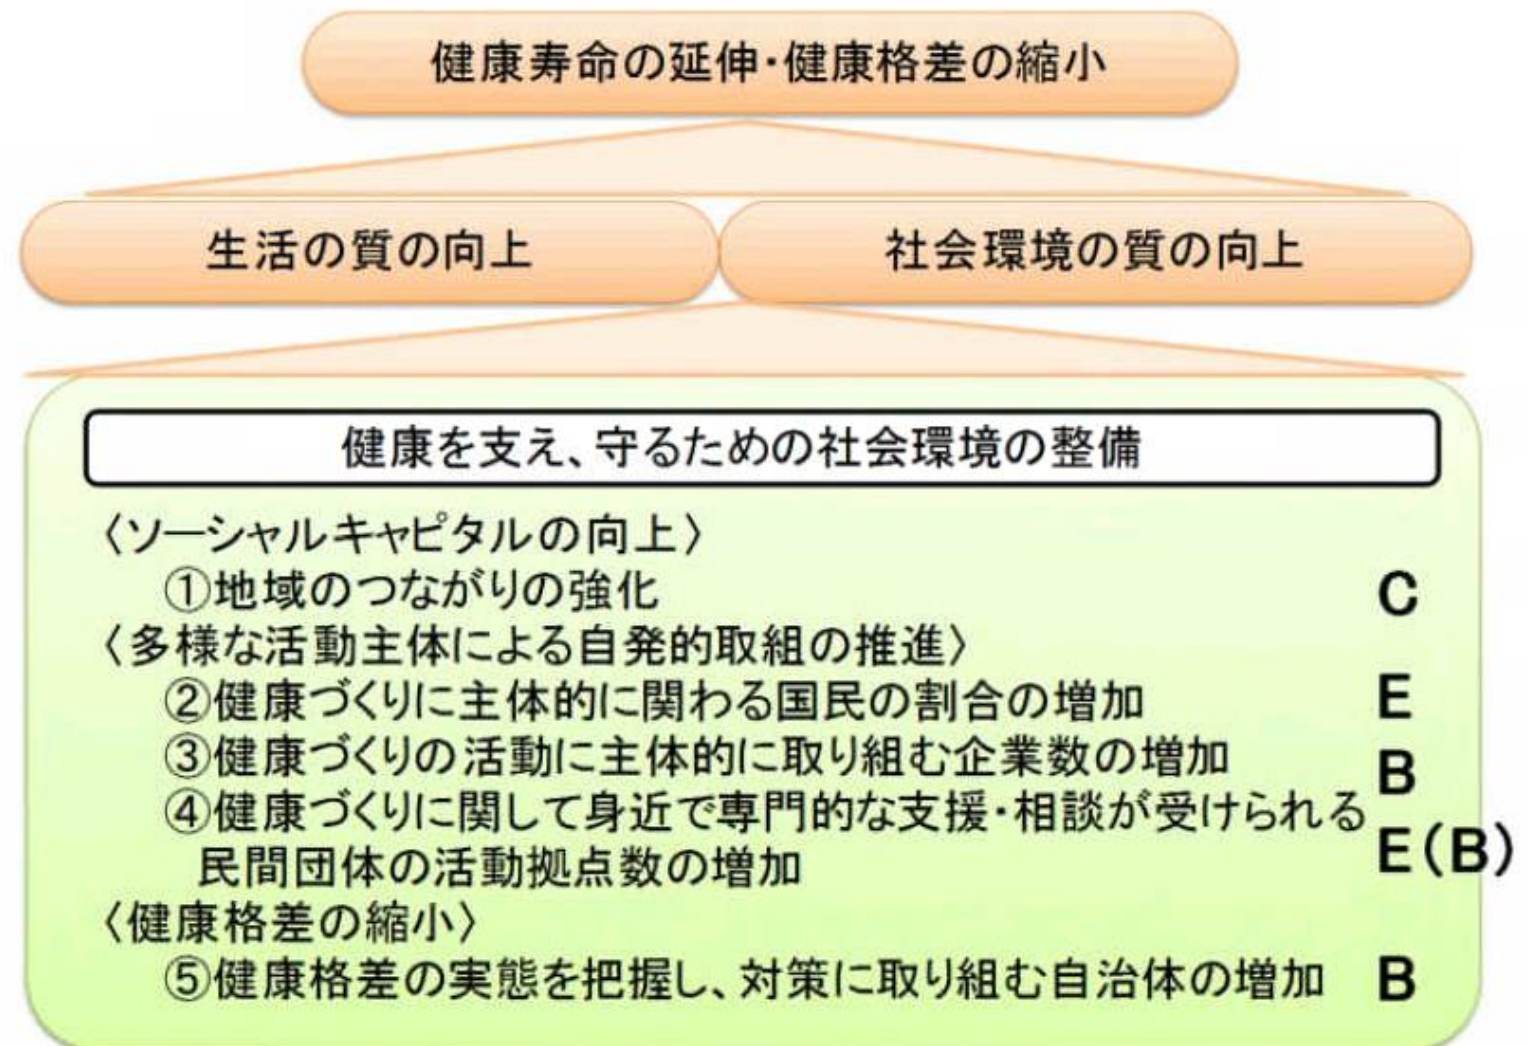 健康寿命の延伸・健康格差の縮小
生活の質の向上
社会環境の質の向上
健康を支え、守るための社会環境の整備
〈ソーシャルキャピタルの向上〉
①地域のつながりの強化 C
〈多様な活動主体による自発的取組の推進〉
②健康づくりに主体的に関わる国民の割合の増加 E
③健康づくりの活動に主体的に取り組む企業数の増加 B
④健康づくりに関して身近で専門的な支援・相談が受けられる
民間団体の活動拠点数の増加 E(B)
〈健康格差の縮小〉
⑤健康格差の実態を把握し、対策に取り組む自治体の増加 B